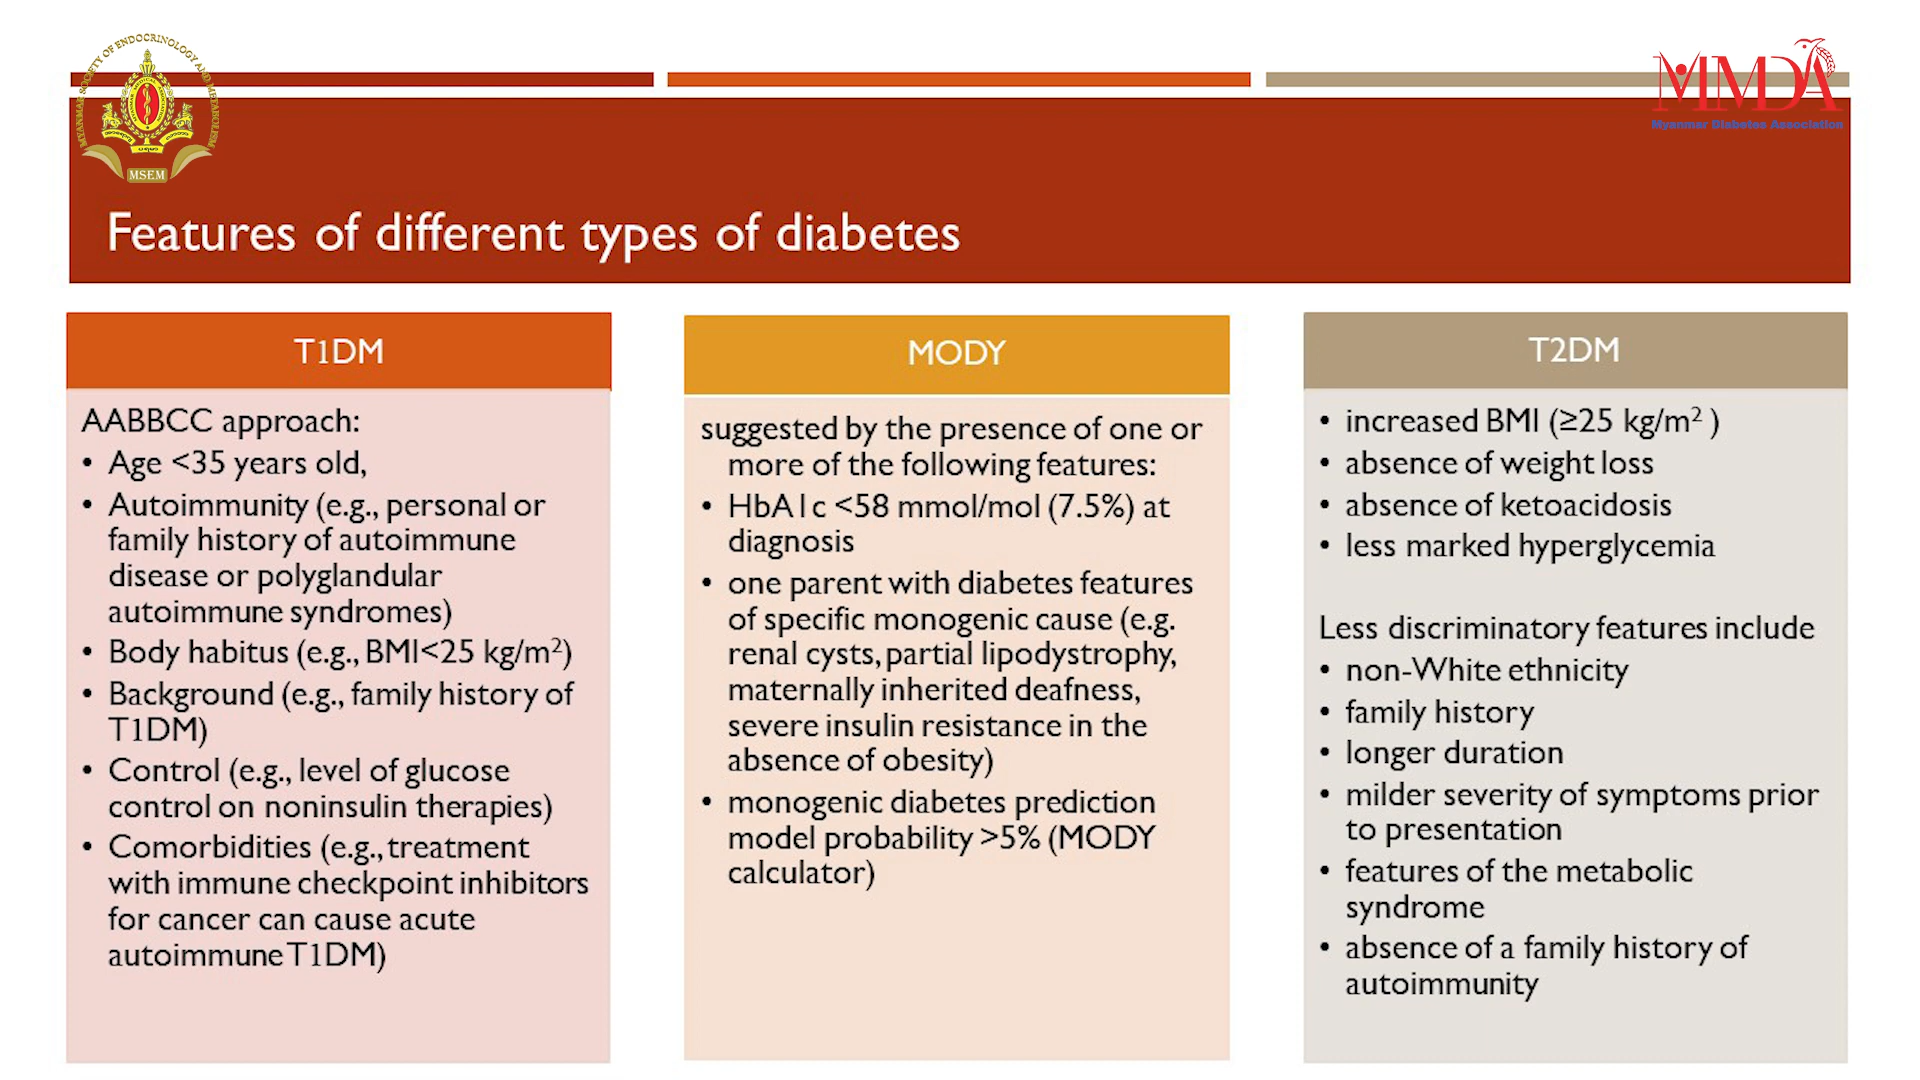 MYANMAR SOCIETY OF ENDOCRINOLOGY AND METABOLISM
MSEM
MMDA
Myanmar Diabetes Association
Features of different types of diabetes
T1DM
AABBCC approach:
• Age <35 years old,
• Autoimmunity (e.g., personal or
family history of autoimmune
disease or polyglandular
autoimmune syndromes)
• Body habitus (e.g., BMI<25 kg/m²)
• Background (e.g., family history of
T1DM)
• Control (e.g., level of glucose
control on noninsulin therapies)
• Comorbidities (e.g., treatment
with immune checkpoint inhibitors
for cancer can cause acute
autoimmune T1DM)
MODY
suggested by the presence of one or
more of the following features:
• HbA1c <58 mmol/mol (7.5%) at
diagnosis
• one parent with diabetes features
of specific monogenic cause (e.g.
renal cysts, partial lipodystrophy,
maternally inherited deafness,
severe insulin resistance in the
absence of obesity)
• monogenic diabetes prediction
model probability >5% (MODY
calculator)
T2DM
• increased BMI (≥25 kg/m² )
• absence of weight loss
• absence of ketoacidosis
• less marked hyperglycemia
Less discriminatory features include
• non-White ethnicity
• family history
• longer duration
• milder severity of symptoms prior
to presentation
• features of the metabolic
syndrome
• absence of a family history of
autoimmunity